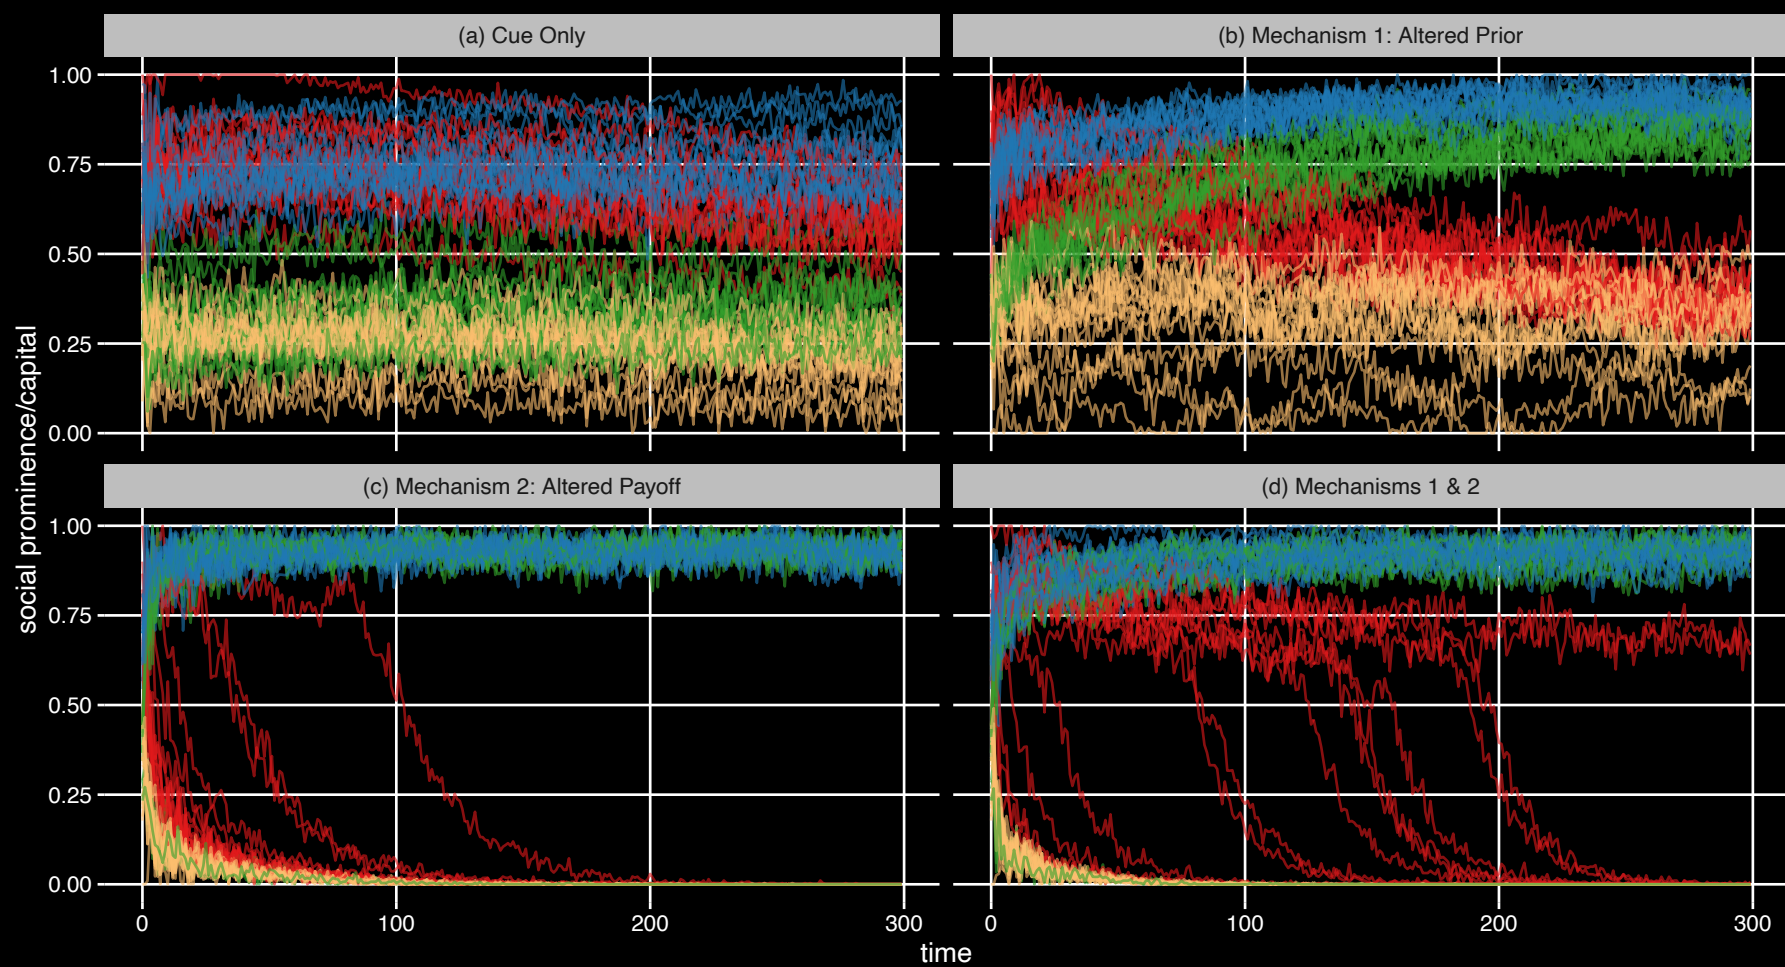 (a) Cue Only
(b) Mechanism 1: Altered Prior
1.00
0.75
0.50
0.25
0.00
(c) Mechanism 2: Altered Payoff
(d) Mechanisms 1 & 2
1.00
0.75
0.50
0.25
0.00
social prominence/capital
0 100 200 300 0 100 200 300
time